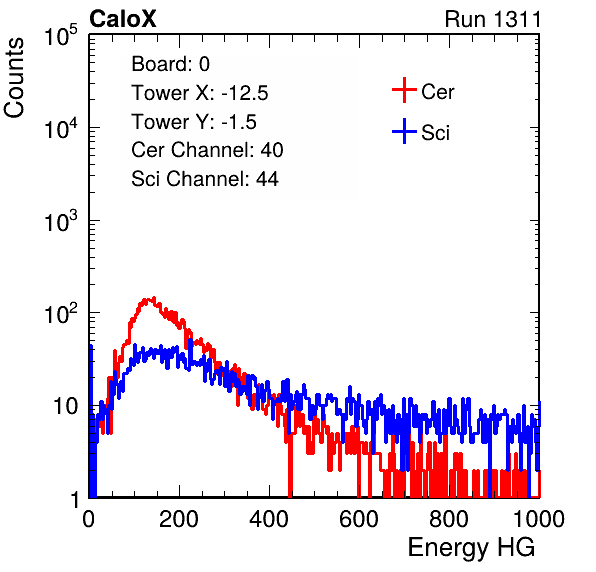 CaloX Run 1311
Counts
10^5
10^4
10^3
10^2
10
1
Board: 0
Tower X: -12.5
Tower Y: -1.5
Cer Channel: 40
Sci Channel: 44
Cer
Sci
0 200 400 600 800 1000
Energy HG